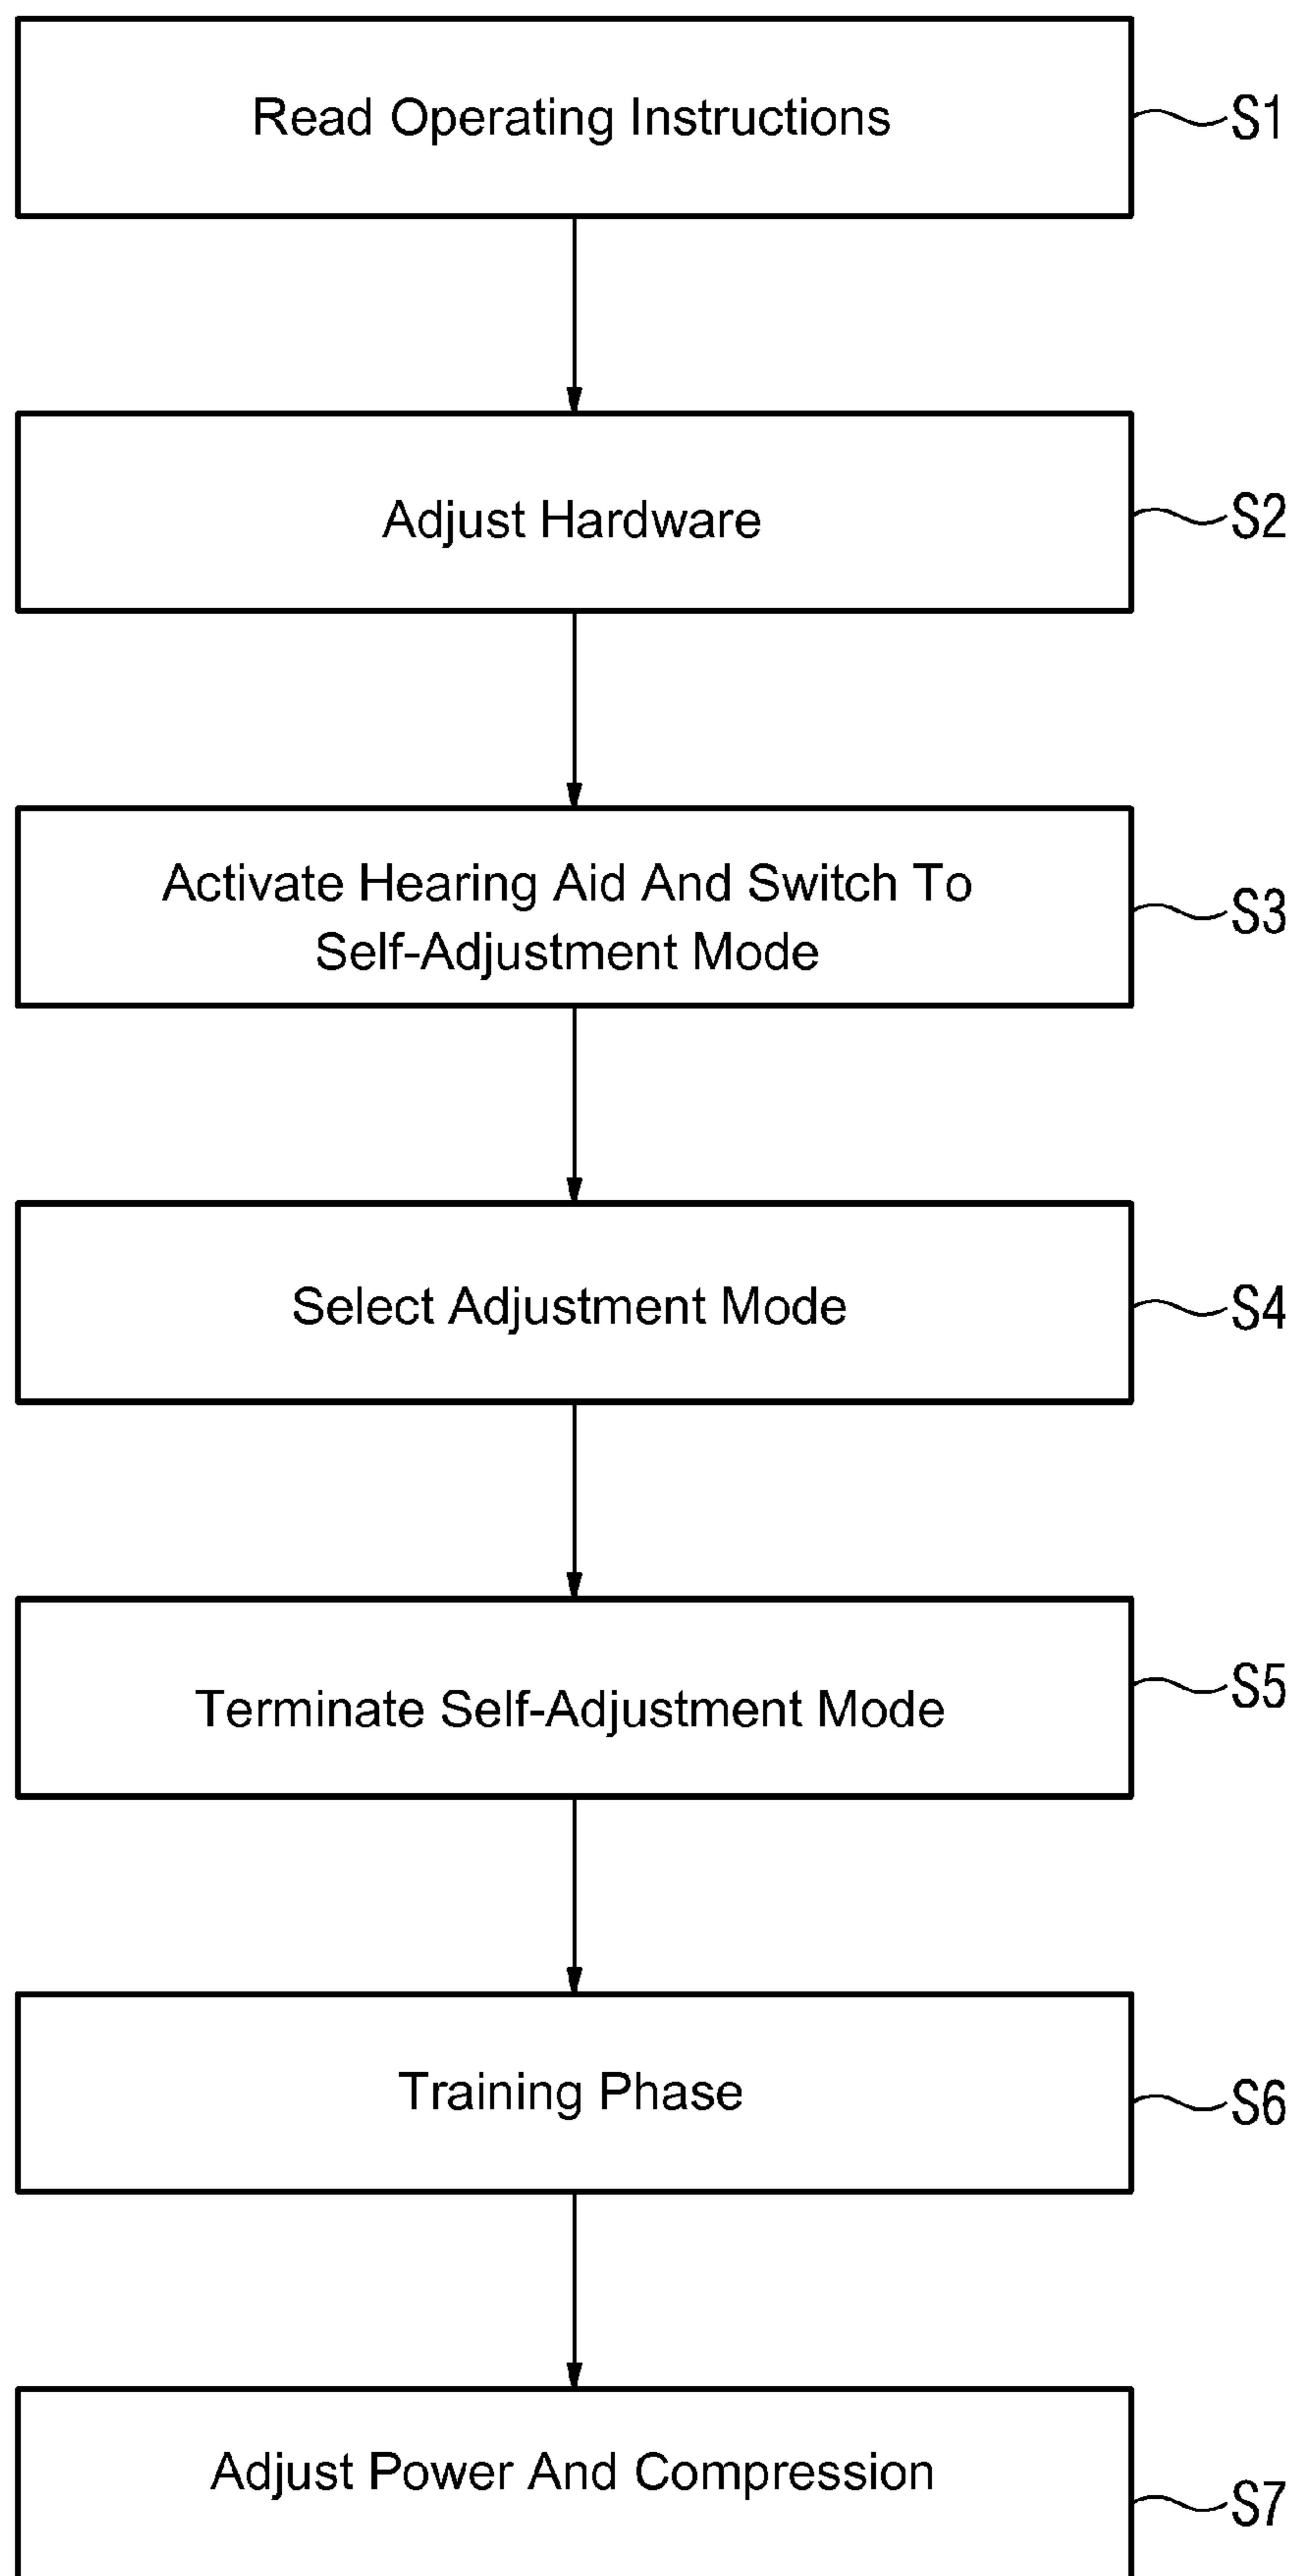 Read Operating Instructions
S1
Adjust Hardware
S2
Activate Hearing Aid And Switch To
Self-Adjustment Mode
S3
Select Adjustment Mode
S4
Terminate Self-Adjustment Mode
S5
Training Phase
S6
Adjust Power And Compression
S7